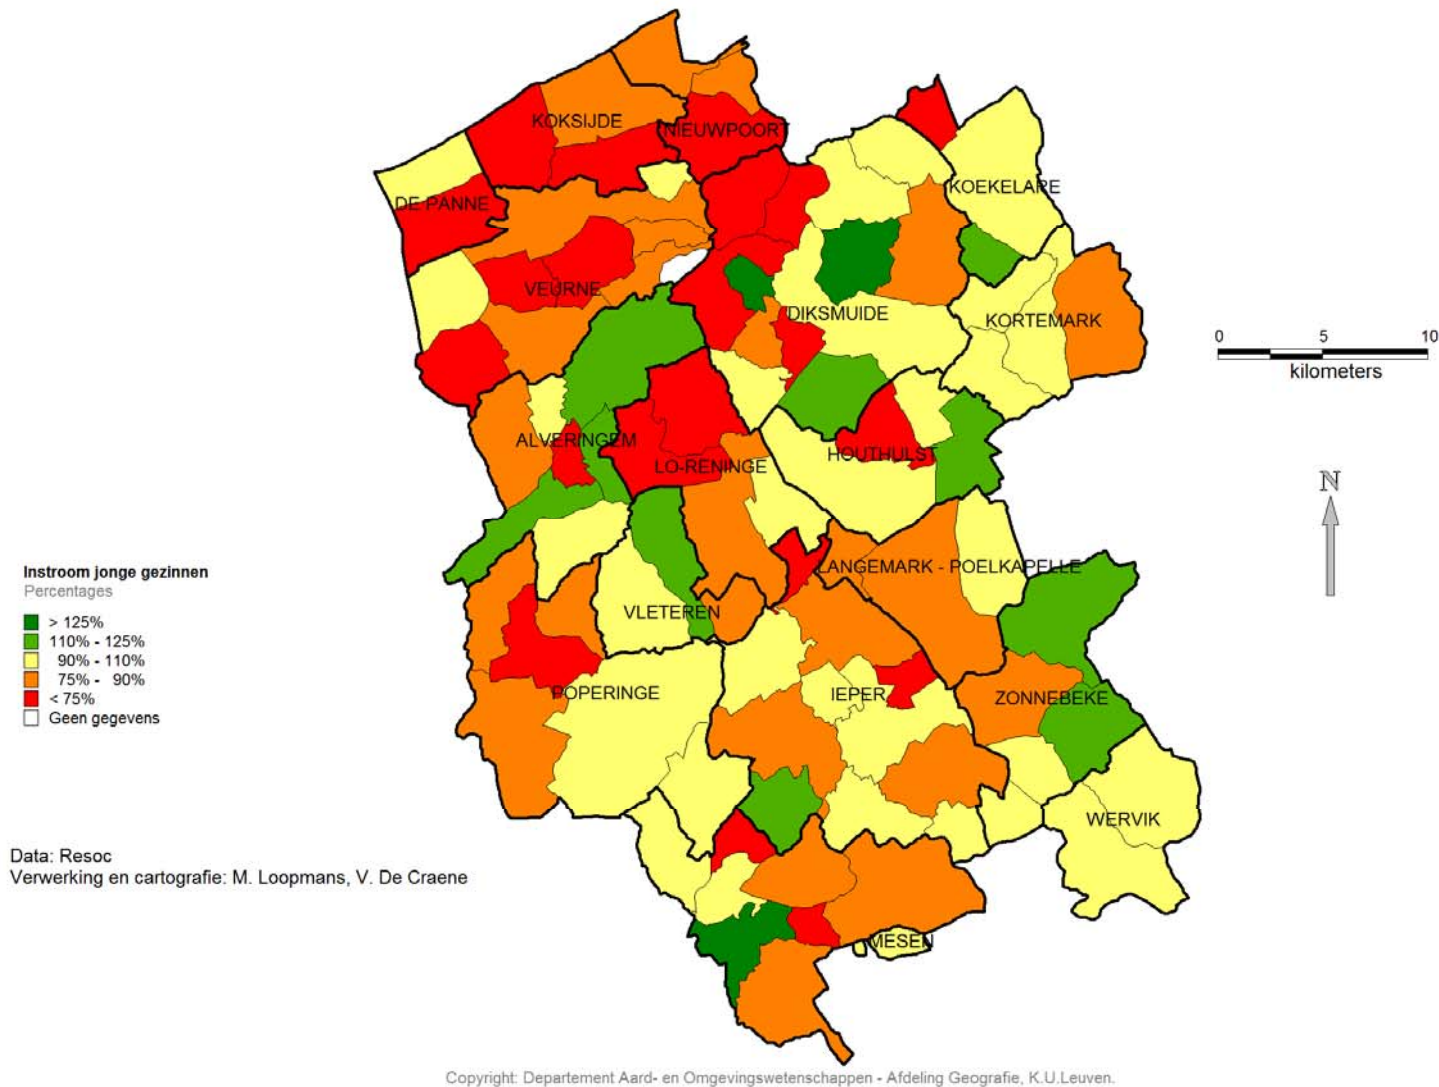 KOKSIJDE
NIEUWPOORT
KOEKELARE
DE PANNE
VEURNE
DIKSMUIDE
KORTEMARK
0 5 10
kilometers
ALVERINGEM
LO-RENINGE
HOUTHULST
N
LANGEMARK - POELKAPELLE
VLETEREN
Instroom jonge gezinnen
Percentages
> 125%
110% - 125%
90% - 110%
75% - 90%
< 75%
Geen gegevens
POPERINGE
IEPER
ZONNEBEKE
WERVIK
Data: Resoc
Verwerking en cartografie: M. Loopmans, V. De Craene
MESEN
Copyright: Departement Aard- en Omgevingswetenschappen - Afdeling Geografie, K.U.Leuven.